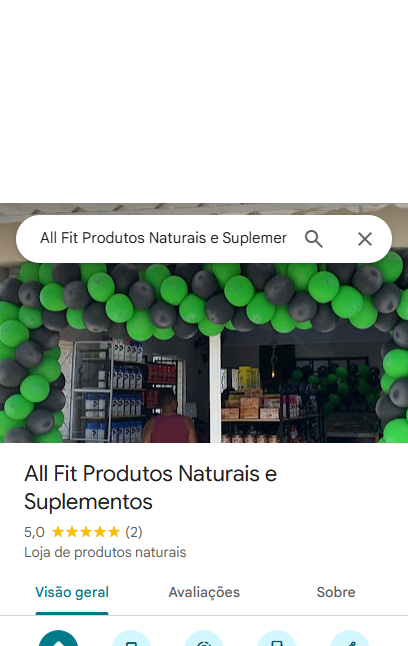 All Fit Produtos Naturais e Suplemer
All Fit Produtos Naturais e
Suplementos
5,0 ★★★★★ (2)
Loja de produtos naturais
Visão geral
Avaliações
Sobre